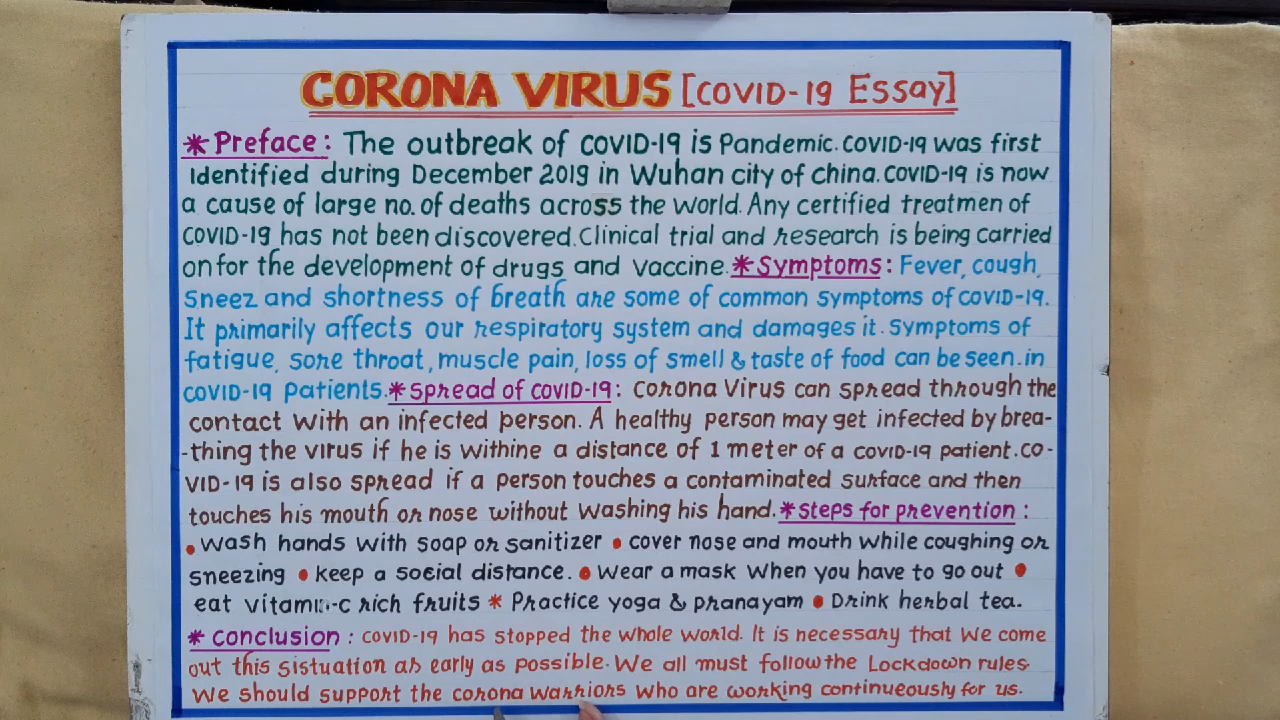 CORONA VIRUS [COVID-19 Essay]
* Preface: The outbreak of COVID-19 is Pandemic. COVID-19 was first
identified during December 2019 in Wuhan city of china. COVID-19 is now
a cause of large no. of deaths across the world. Any certified treatmen of
COVID-19 has not been discovered. Clinical trial and research is being carried
on for the development of drugs and vaccine. * Symptoms: Fever, cough,
Sneez and shortness of breath are some of common symptoms of COVID-19.
It primarily affects our respiratory system and damages it. Symptoms of
fatigue, sore throat, muscle pain, loss of smell & taste of food can be seen. in
COVID-19 Patients. * Spread of COVID-19: Corona Virus can spread through the
contact with an infected person. A healthy person may get infected by brea-
-thing the virus if he is withine a distance of 1 meter of a covid-19 patient. CO-
VID-19 is also spread if a person touches a contaminated surface and then
touches his mouth or nose without washing his hand. * Steps for prevention:
• wash hands with soap or sanitizer • cover nose and mouth while coughing or
sneezing • keep a social distance. • wear a mask when you have to go out •
eat vitamin-c rich fruits * Practice yoga & pranayam • Drink herbal tea.
* Conclusion: COVID-19 has stopped the whole world. It is necessary that we come
out this sistuation as early as possible. We all must follow the Lockdown rules.
We should support the corona warriors who are working continueously for us.